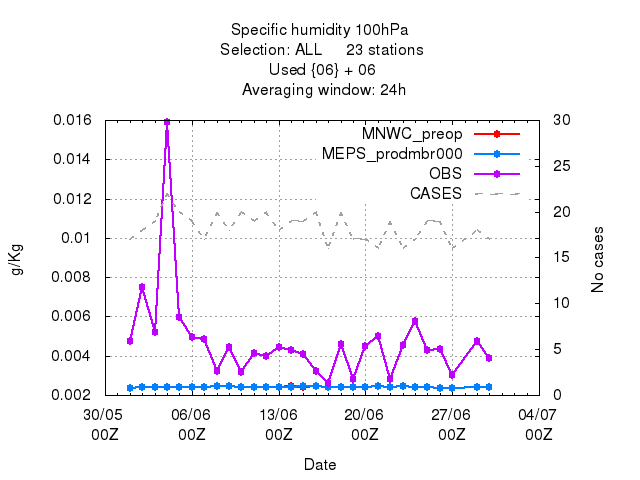 Specific humidity 100hPa
Selection: ALL 23 stations
Used {06} + 06
Averaging window: 24h
MNWC_preop
MEPS_prodmbr000
OBS
CASES
g/Kg
0.016
0.014
0.012
0.01
0.008
0.006
0.004
0.002
30
25
20
15
10
5
0
No cases
30/05 06/06 13/06 20/06 27/06 04/07
00Z 00Z 00Z 00Z 00Z 00Z
Date